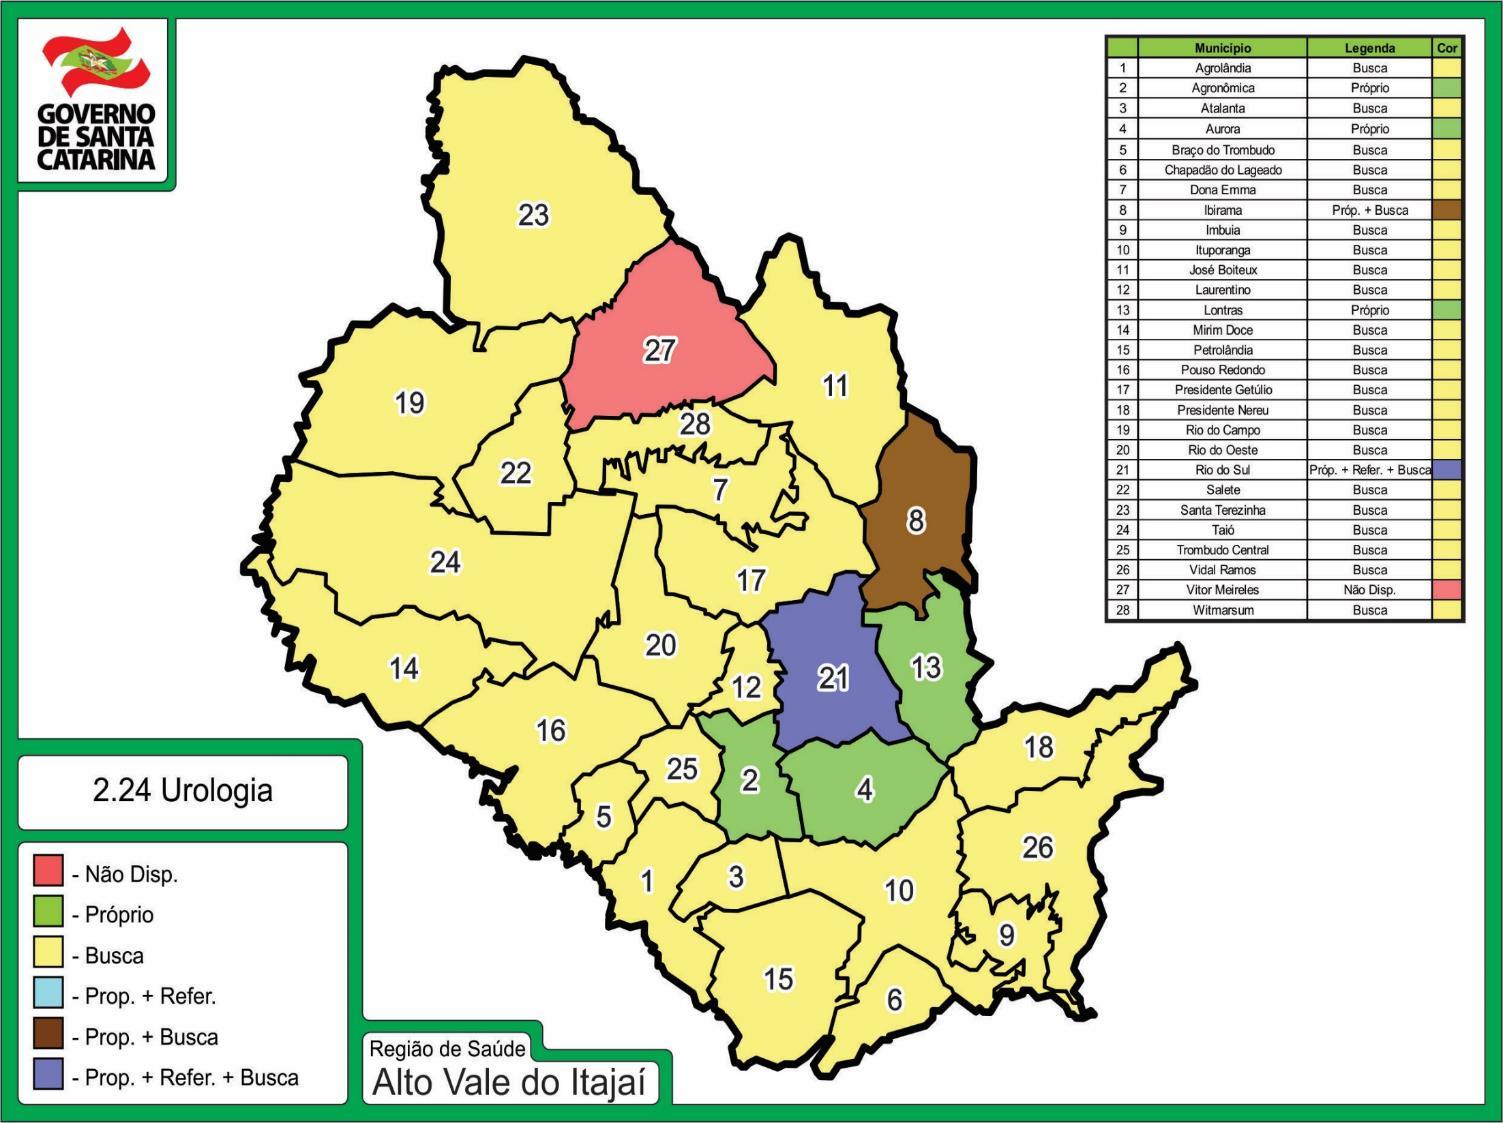 GOVERNO
DE SANTA
CATARINA
Município Legenda Cor
1 Agrolândia Busca
2 Agronômica Próprio
3 Atalanta Busca
4 Aurora Próprio
5 Braço do Trombudo Busca
6 Chapadão do Lageado Busca
7 Dona Emma Busca
8 Ibirama Próp. + Busca
9 Imbuia Busca
10 Ituporanga Busca
11 José Boiteux Busca
12 Laurentino Busca
13 Lontras Próprio
14 Mirim Doce Busca
15 Petrolândia Busca
16 Pouso Redondo Busca
17 Presidente Getúlio Busca
18 Presidente Nereu Busca
19 Rio do Campo Busca
20 Rio do Oeste Busca
21 Rio do Sul Próp. + Refer. + Busca
22 Salete Busca
23 Santa Terezinha Busca
24 Taió Busca
25 Trombudo Central Busca
26 Vidal Ramos Busca
27 Vitor Meireles Não Disp.
28 Witmarsum Busca
23
27
11
19
28
22
7
8
24
17
20
14
12
21
13
16
18
25
2
4
5
26
1
3
10
9
15
6
2.24 Urologia
- Não Disp.
- Próprio
- Busca
- Prop. + Refer.
- Prop. + Busca
- Prop. + Refer. + Busca
Região de Saúde
Alto Vale do Itajaí